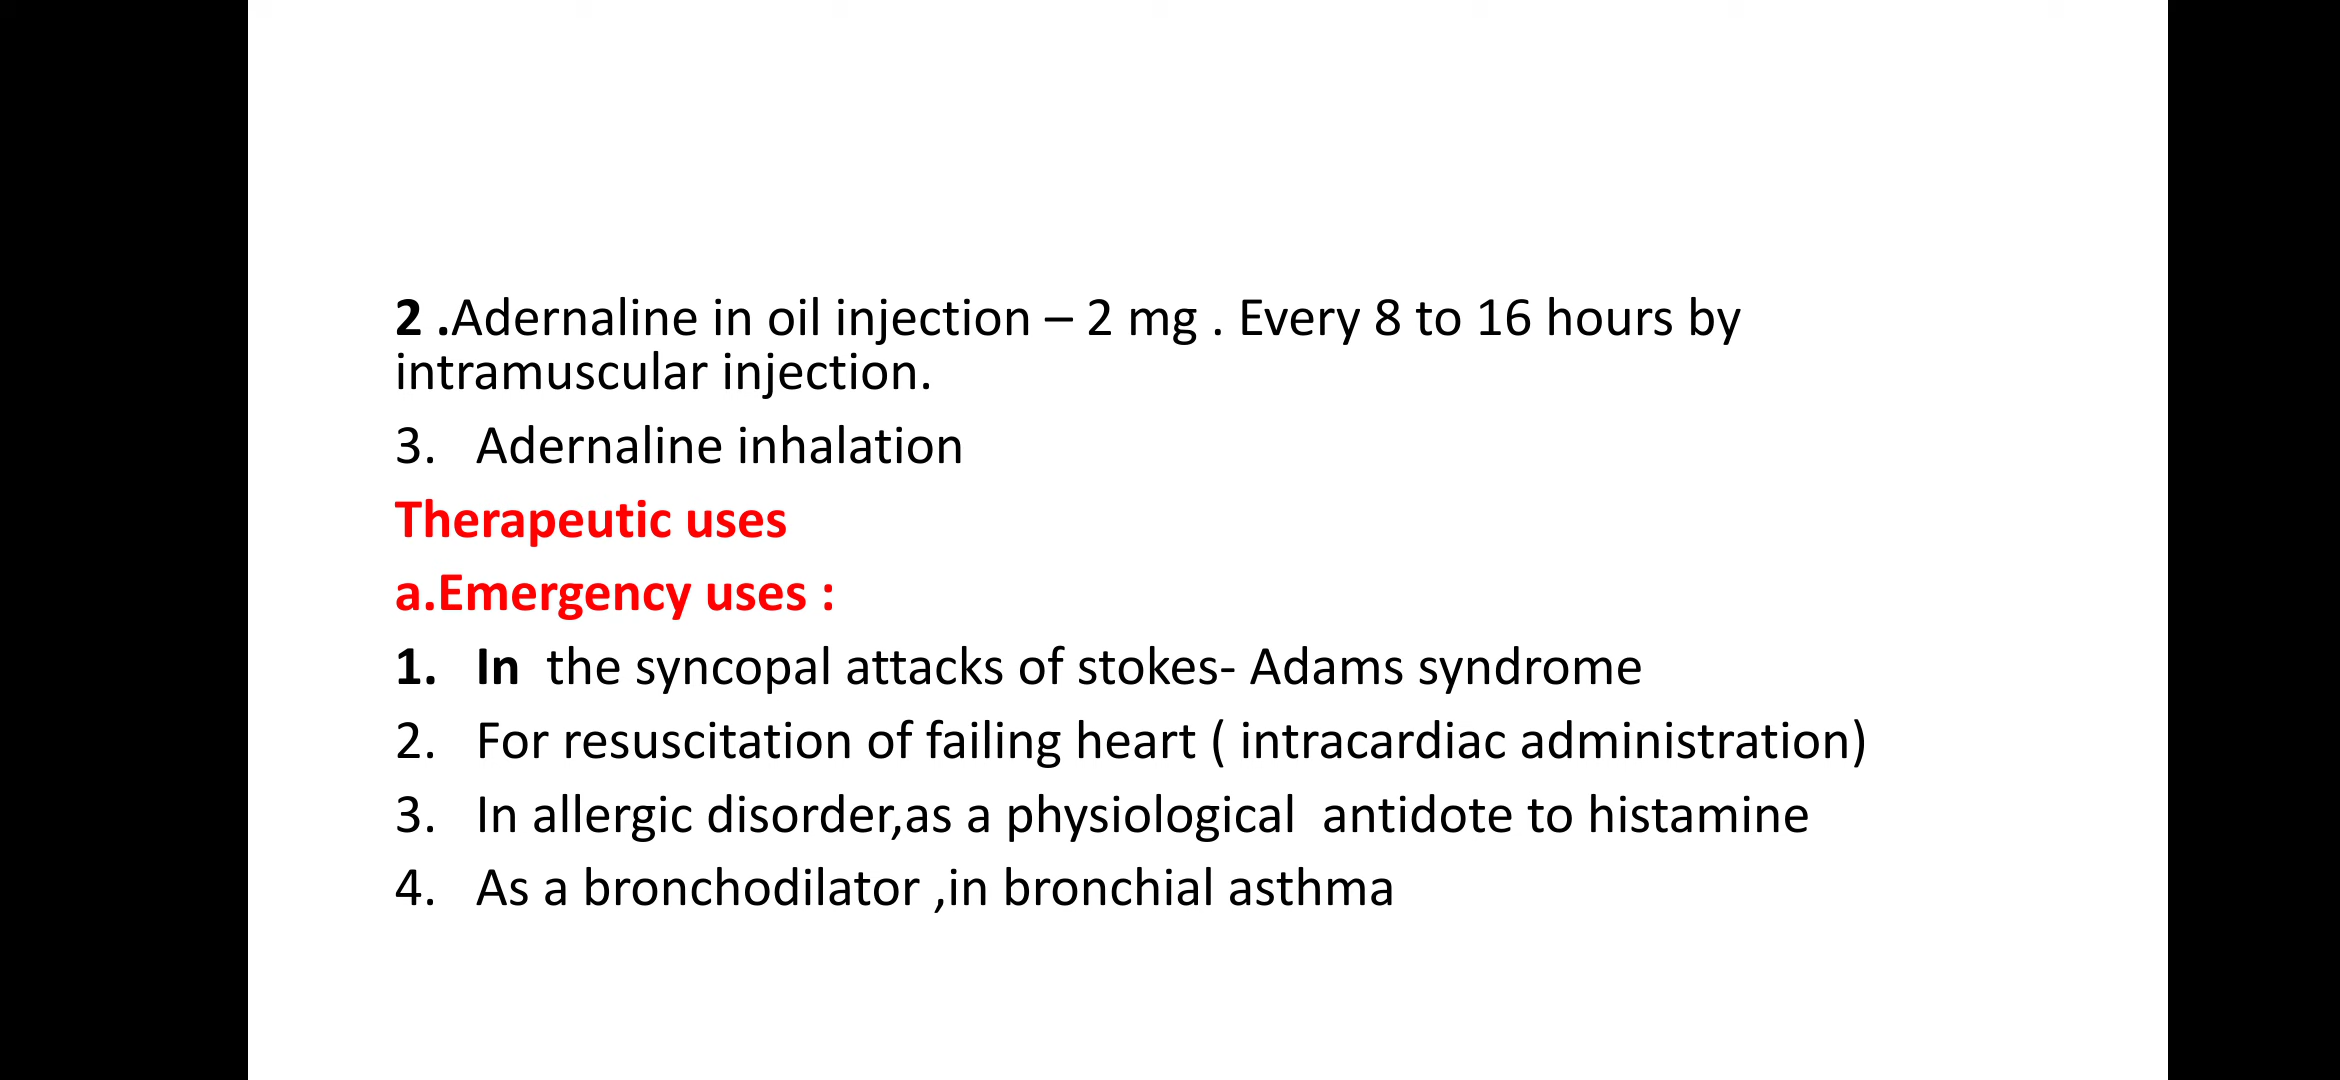 2 .Adernaline in oil injection – 2 mg . Every 8 to 16 hours by
intramuscular injection.
3. Adernaline inhalation
Therapeutic uses
a.Emergency uses :
1. In the syncopal attacks of stokes- Adams syndrome
2. For resuscitation of failing heart ( intracardiac administration)
3. In allergic disorder,as a physiological antidote to histamine
4. As a bronchodilator ,in bronchial asthma